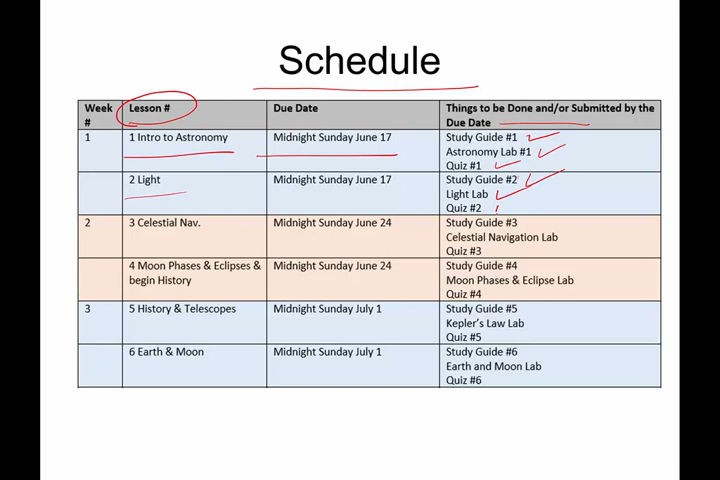 Schedule
Week # Lesson # Due Date Things to be Done and/or Submitted by the Due Date
1 1 Intro to Astronomy Midnight Sunday June 17 Study Guide #1
Astronomy Lab #1
Quiz #1
2 Light Midnight Sunday June 17 Study Guide #2
Light Lab
Quiz #2
2 3 Celestial Nav. Midnight Sunday June 24 Study Guide #3
Celestial Navigation Lab
Quiz #3
4 Moon Phases & Eclipses & begin History Midnight Sunday June 24 Study Guide #4
Moon Phases & Eclipse Lab
Quiz #4
3 5 History & Telescopes Midnight Sunday July 1 Study Guide #5
Kepler's Law Lab
Quiz #5
6 Earth & Moon Midnight Sunday July 1 Study Guide #6
Earth and Moon Lab
Quiz #6